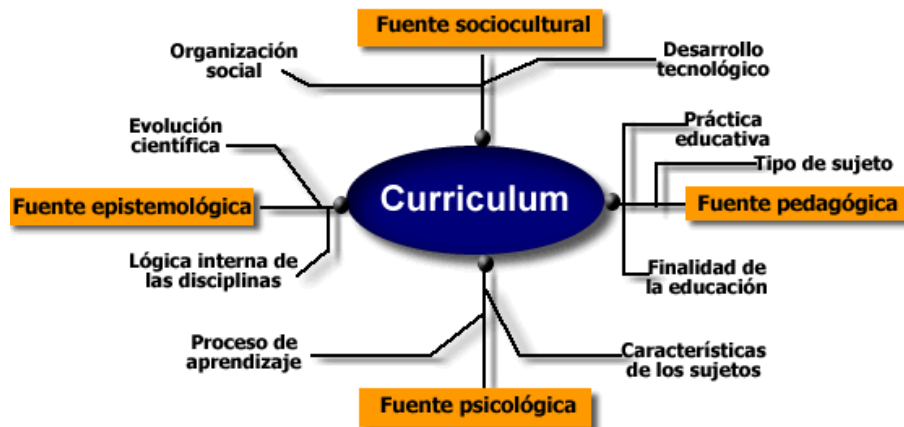 Fuente sociocultural
Organización
social
Desarrollo
tecnológico
Evolución
científica
Práctica
educativa
Tipo de sujeto
Curriculum
Fuente epistemológica
Fuente pedagógica
Lógica interna de
las disciplinas
Finalidad de
la educación
Proceso de
aprendizaje
Características
de los sujetos
Fuente psicológica